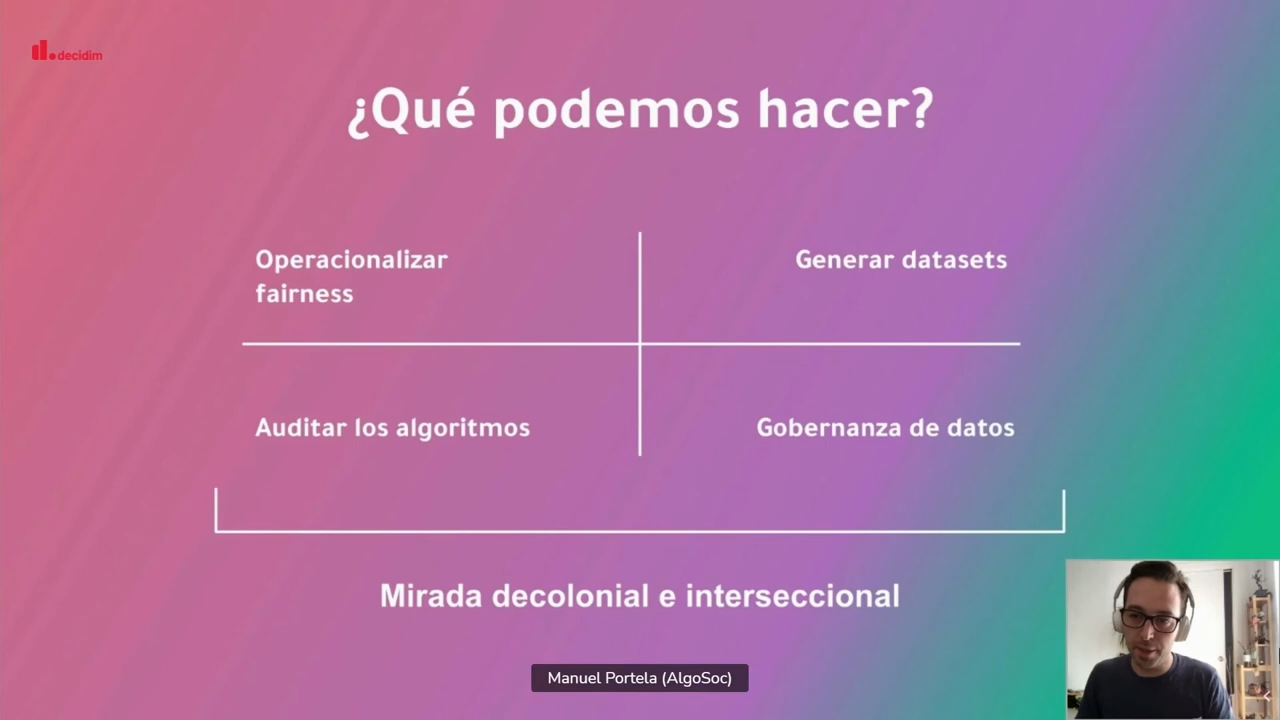 decidim
¿Qué podemos hacer?
Operacionalizar
fairness
Generar datasets
Auditar los algoritmos
Gobernanza de datos
Mirada decolonial e interseccional
Manuel Portela (AlgoSoc)